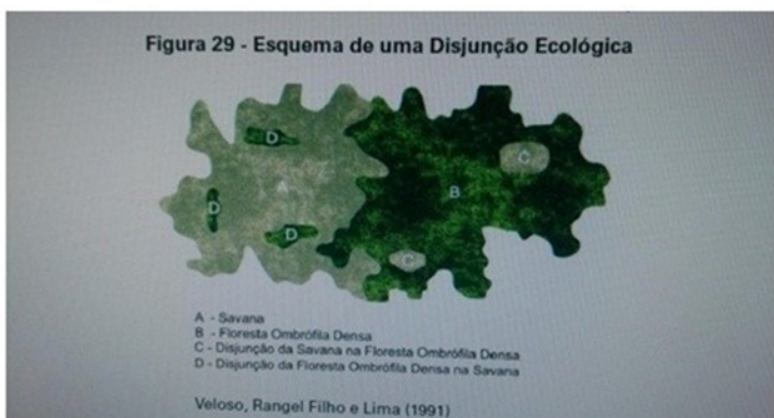 Figura 29 - Esquema de uma Disjunção Ecológica
D
C
A
B
D
D
C
A - Savana
B - Floresta Ombrófila Densa
C - Disjunção da Savana na Floresta Ombrófila Densa
D - Disjunção da Floresta Ombrófila Densa na Savana
Veloso, Rangel Filho e Lima (1991)